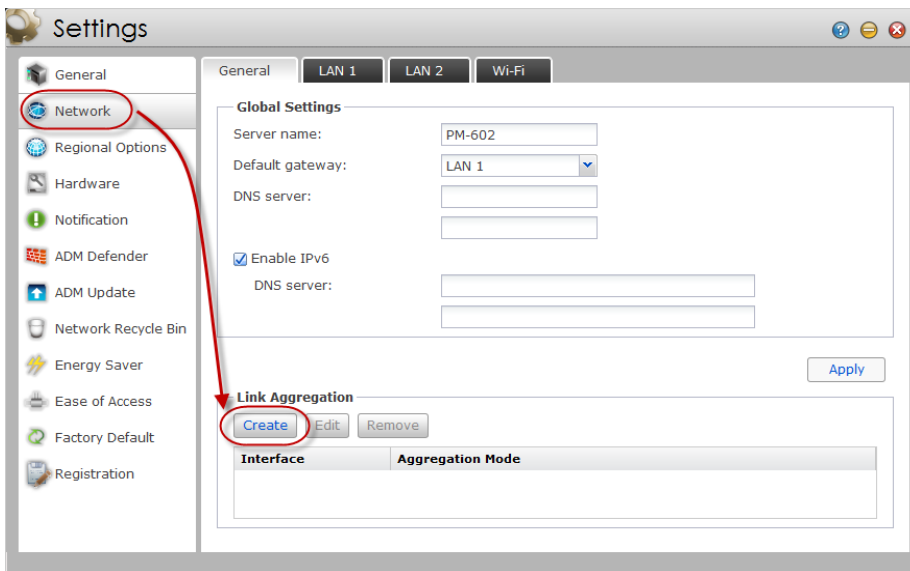 Settings
General
Network
Regional Options
Hardware
Notification
ADM Defender
ADM Update
Network Recycle Bin
Energy Saver
Ease of Access
Factory Default
Registration
General LAN 1 LAN 2 Wi-Fi
Global Settings
Server name: PM-602
Default gateway: LAN 1
DNS server:
Enable IPv6
DNS server:
Apply
Link Aggregation
Create Edit Remove
Interface Aggregation Mode